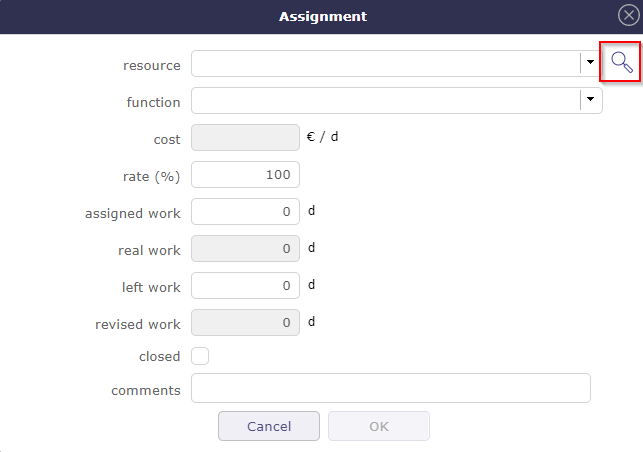 Assignment
resource
function
cost € / d
rate (%) 100
assigned work 0 d
real work 0 d
left work 0 d
revised work 0 d
closed
comments
Cancel OK